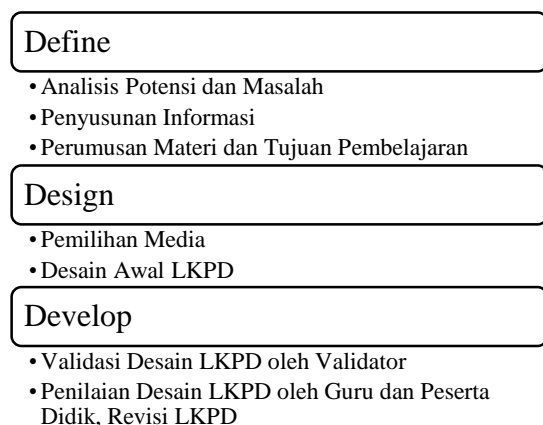 Define
•Analisis Potensi dan Masalah
•Penyusunan Informasi
•Perumusan Materi dan Tujuan Pembelajaran
Design
•Pemilihan Media
•Desain Awal LKPD
Develop
•Validasi Desain LKPD oleh Validator
•Penilaian Desain LKPD oleh Guru dan Peserta
Didik, Revisi LKPD